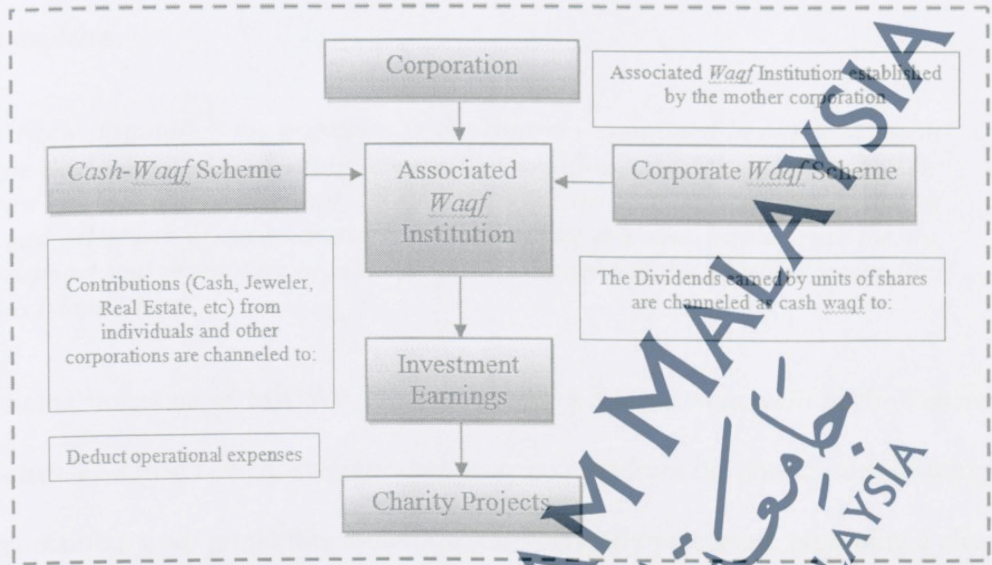 Corporation
Associated Waqf Institution established
by the mother corporation
Cash-Waqf Scheme
Associated
Waqf
Institution
Corporate Waqf Scheme
Contributions (Cash, Jeweler,
Real Estate, etc) from
individuals and other
corporations are channeled to:
The Dividends earned by units of shares
are channeled as cash waqf to:
Investment
Earnings
Deduct operational expenses
Charity Projects
MALAYSIA
جامعة